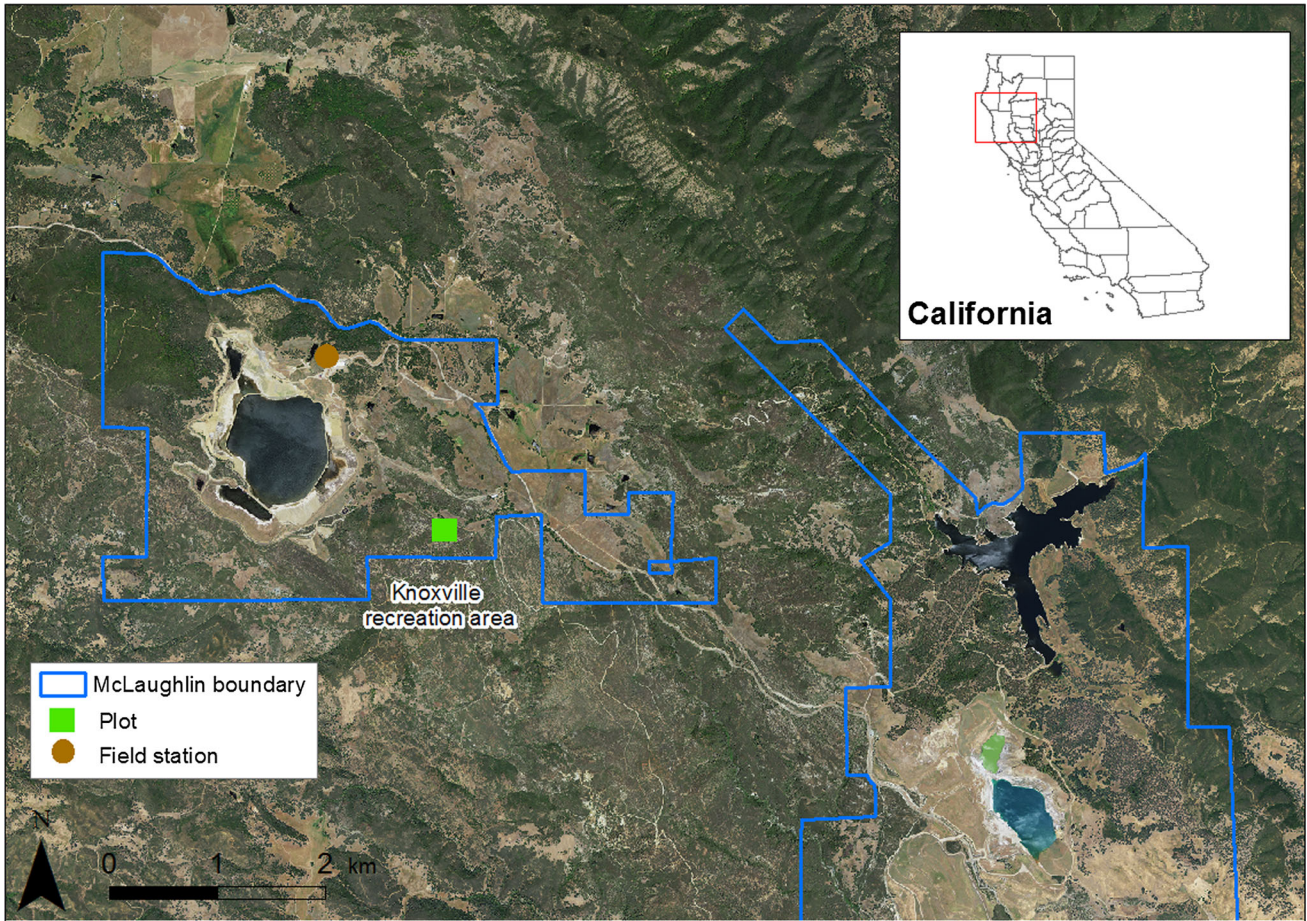 California
Knoxville
recreation area
McLaughlin boundary
Plot
Field station
N
0 1 2 km